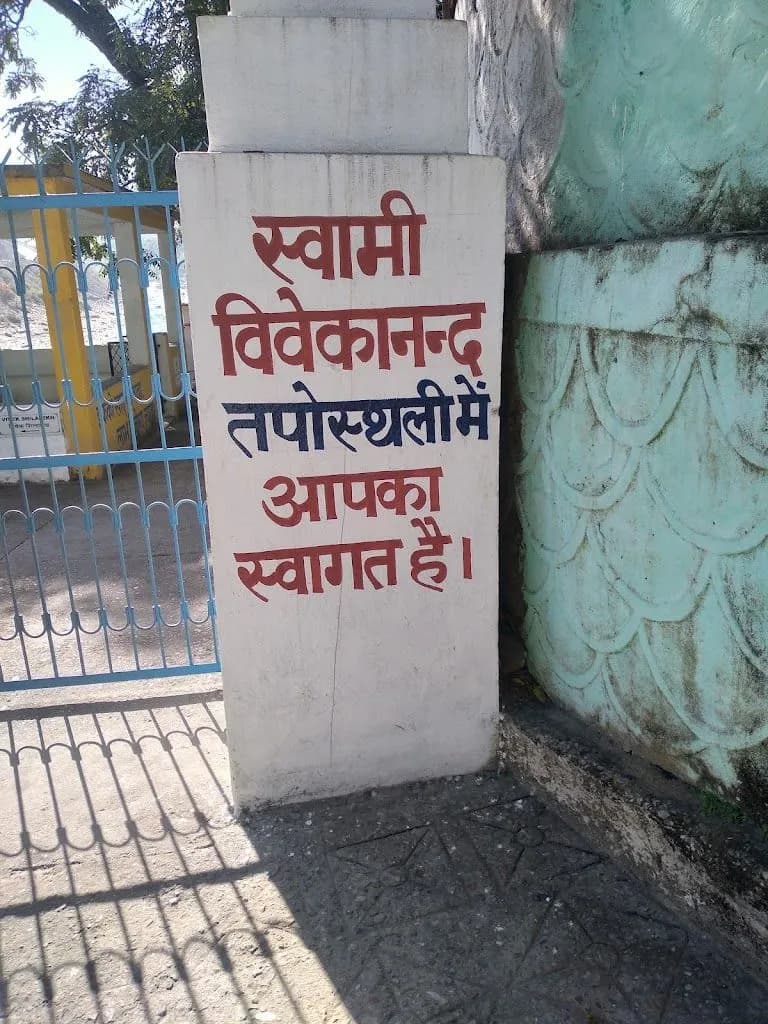 स्वामी
विवेकानन्द
तपोस्थली में
आपका
स्वागत है।